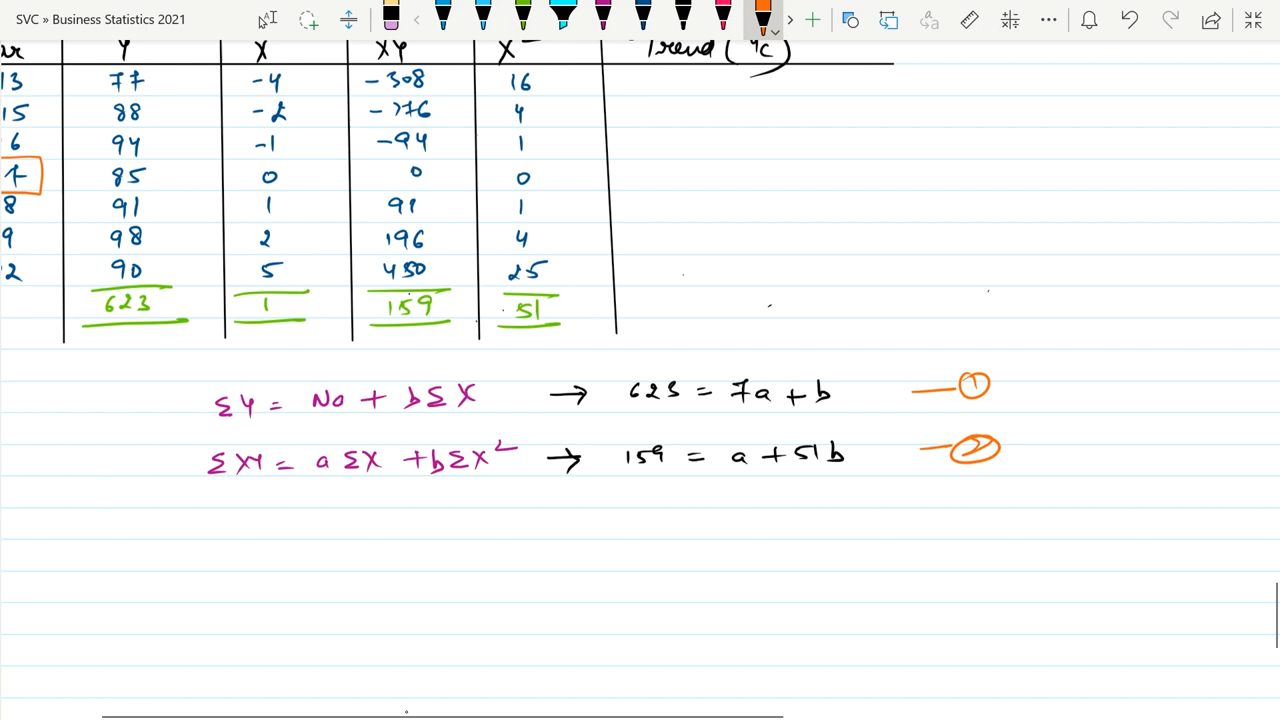 SVC » Business Statistics 2021
Y X XY X² Trend (Yc)
13 77 -4 -308 16
15 88 -2 -176 4
6 94 -1 -94 1
7 85 0 0 0
8 91 1 91 1
9 98 2 196 4
2 90 5 450 25
623 1 159 51
ΣY = Na + bΣX → 623 = 7a + b — ①
ΣXY = aΣX + bΣX² → 159 = a + 51b — ②